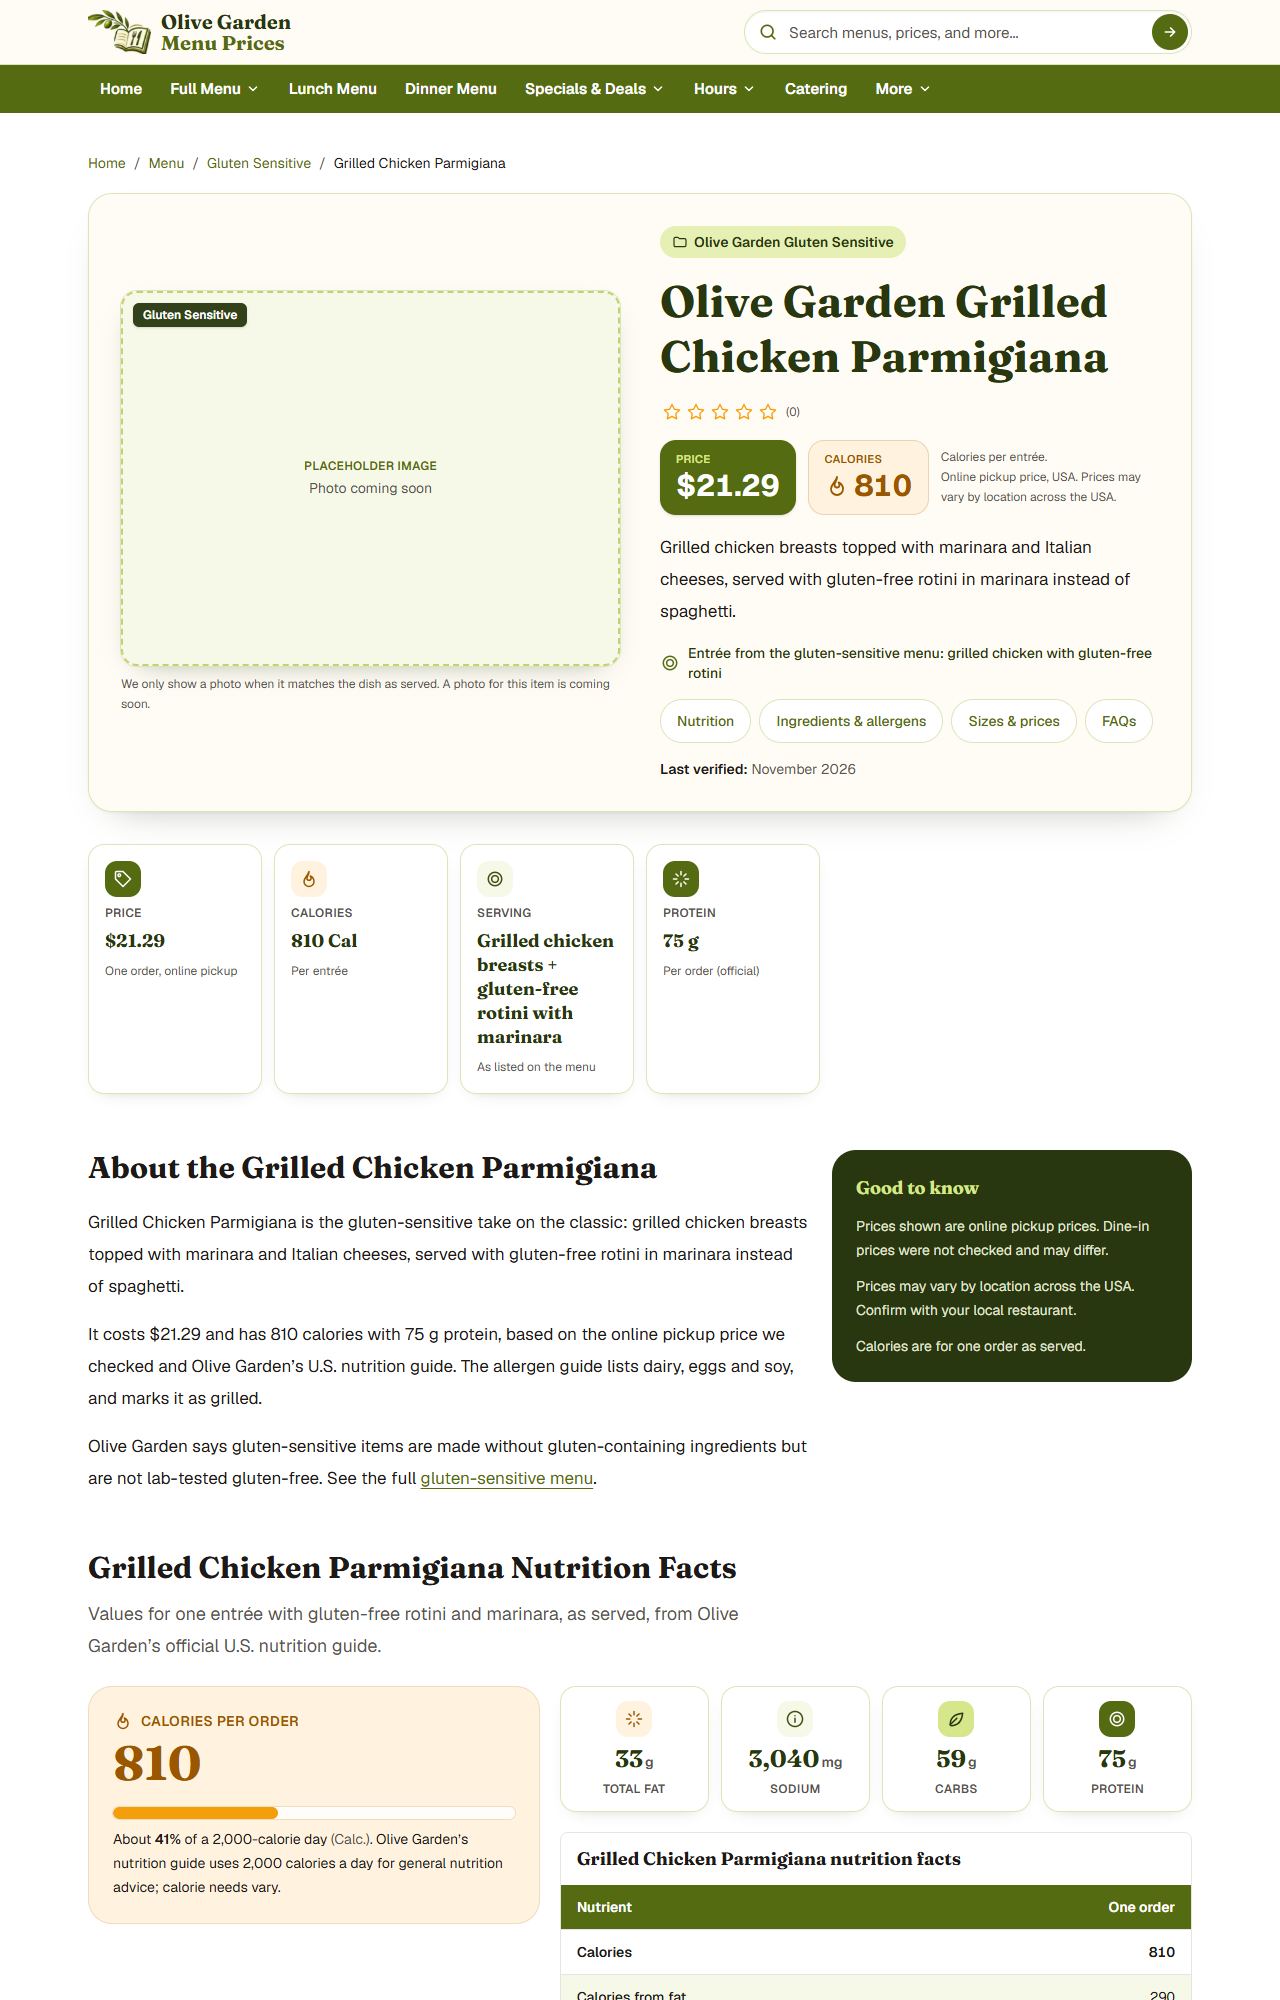 Olive Garden
Menu Prices
Search menus, prices, and more...
Home
Full Menu
Lunch Menu
Dinner Menu
Specials & Deals
Hours
Catering
More
Home / Menu / Gluten Sensitive / Grilled Chicken Parmigiana
Gluten Sensitive
PLACEHOLDER IMAGE
Photo coming soon
We only show a photo when it matches the dish as served. A photo for this item is coming
soon.
Olive Garden Gluten Sensitive
Olive Garden Grilled
Chicken Parmigiana
(0)
PRICE
$21.29
CALORIES
810
Calories per entrée.
Online pickup price, USA. Prices may
vary by location across the USA.
Grilled chicken breasts topped with marinara and Italian
cheeses, served with gluten-free rotini in marinara instead of
spaghetti.
Entrée from the gluten-sensitive menu: grilled chicken with gluten-free
rotini
Nutrition
Ingredients & allergens
Sizes & prices
FAQs
Last verified: November 2026
PRICE
$21.29
One order, online pickup
CALORIES
810 Cal
Per entrée
SERVING
Grilled chicken
breasts +
gluten-free
rotini with
marinara
As listed on the menu
PROTEIN
75 g
Per order (official)
About the Grilled Chicken Parmigiana
Grilled Chicken Parmigiana is the gluten-sensitive take on the classic: grilled chicken breasts
topped with marinara and Italian cheeses, served with gluten-free rotini in marinara instead
of spaghetti.
It costs $21.29 and has 810 calories with 75 g protein, based on the online pickup price we
checked and Olive Garden’s U.S. nutrition guide. The allergen guide lists dairy, eggs and soy,
and marks it as grilled.
Olive Garden says gluten-sensitive items are made without gluten-containing ingredients but
are not lab-tested gluten-free. See the full gluten-sensitive menu.
Good to know
Prices shown are online pickup prices. Dine-in
prices were not checked and may differ.
Prices may vary by location across the USA.
Confirm with your local restaurant.
Calories are for one order as served.
Grilled Chicken Parmigiana Nutrition Facts
Values for one entrée with gluten-free rotini and marinara, as served, from Olive
Garden’s official U.S. nutrition guide.
CALORIES PER ORDER
810
About 41% of a 2,000-calorie day (Calc.). Olive Garden’s
nutrition guide uses 2,000 calories a day for general nutrition
advice; calorie needs vary.
33 g
TOTAL FAT
3,040 mg
SODIUM
59 g
CARBS
75 g
PROTEIN
Grilled Chicken Parmigiana nutrition facts
Nutrient One order
Calories 810
Calories from fat 290